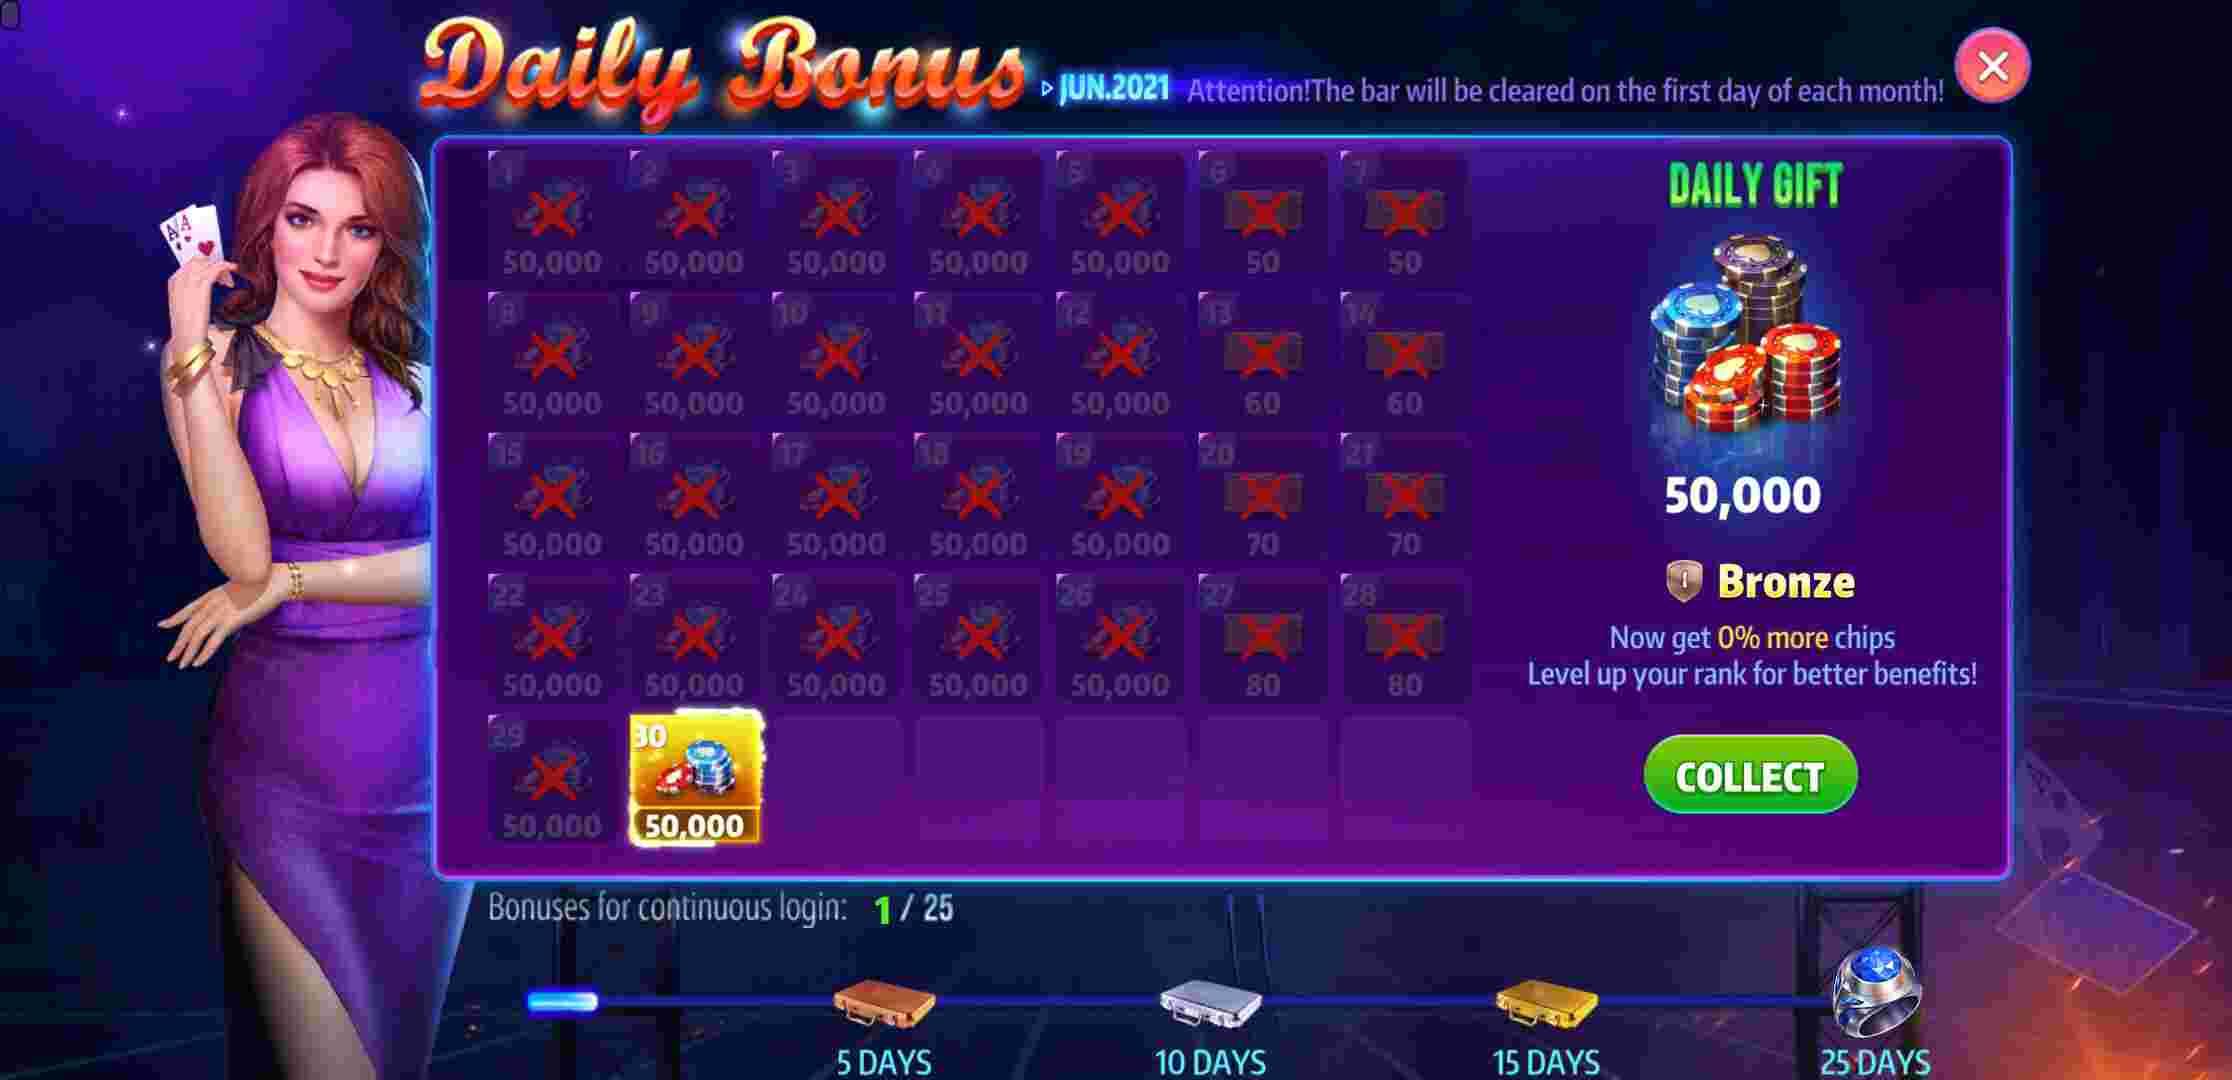 Daily Bonus
JUN.2021
Attention!The bar will be cleared on the first day of each month!
A A
1 2 3 4 5 6 7
50,000 50,000 50,000 50,000 50,000 50 50
8 9 10 11 12 13 14
50,000 50,000 50,000 50,000 50,000 60 60
15 16 17 18 19 20 21
50,000 50,000 50,000 50,000 50,000 70 70
22 23 24 25 26 27 28
50,000 50,000 50,000 50,000 50,000 80 80
29 30
50,000 50,000
DAILY GIFT
50,000
Bronze
Now get 0% more chips
Level up your rank for better benefits!
COLLECT
Bonuses for continuous login: 1 / 25
5 DAYS 10 DAYS 15 DAYS 25 DAYS